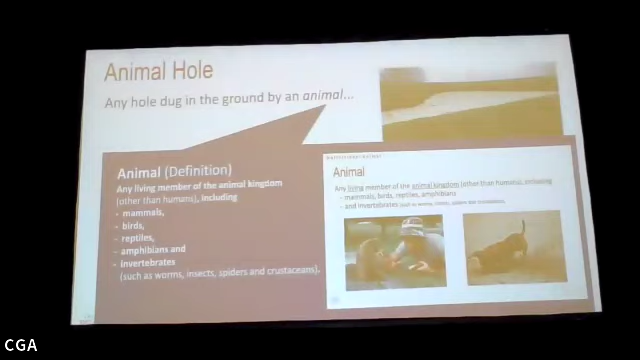 Animal Hole
Any hole dug in the ground by an animal...
Animal (Definition)
Any living member of the animal kingdom
(other than humans), including
- mammals,
- birds,
- reptiles,
- amphibians and
- invertebrates
(such as worms, insects, spiders and crustaceans).
Animal
Any living member of the animal kingdom (other than humans), including
- mammals, birds, reptiles, amphibians
- and invertebrates (such as worms, insects, spiders and crustaceans).
CGA